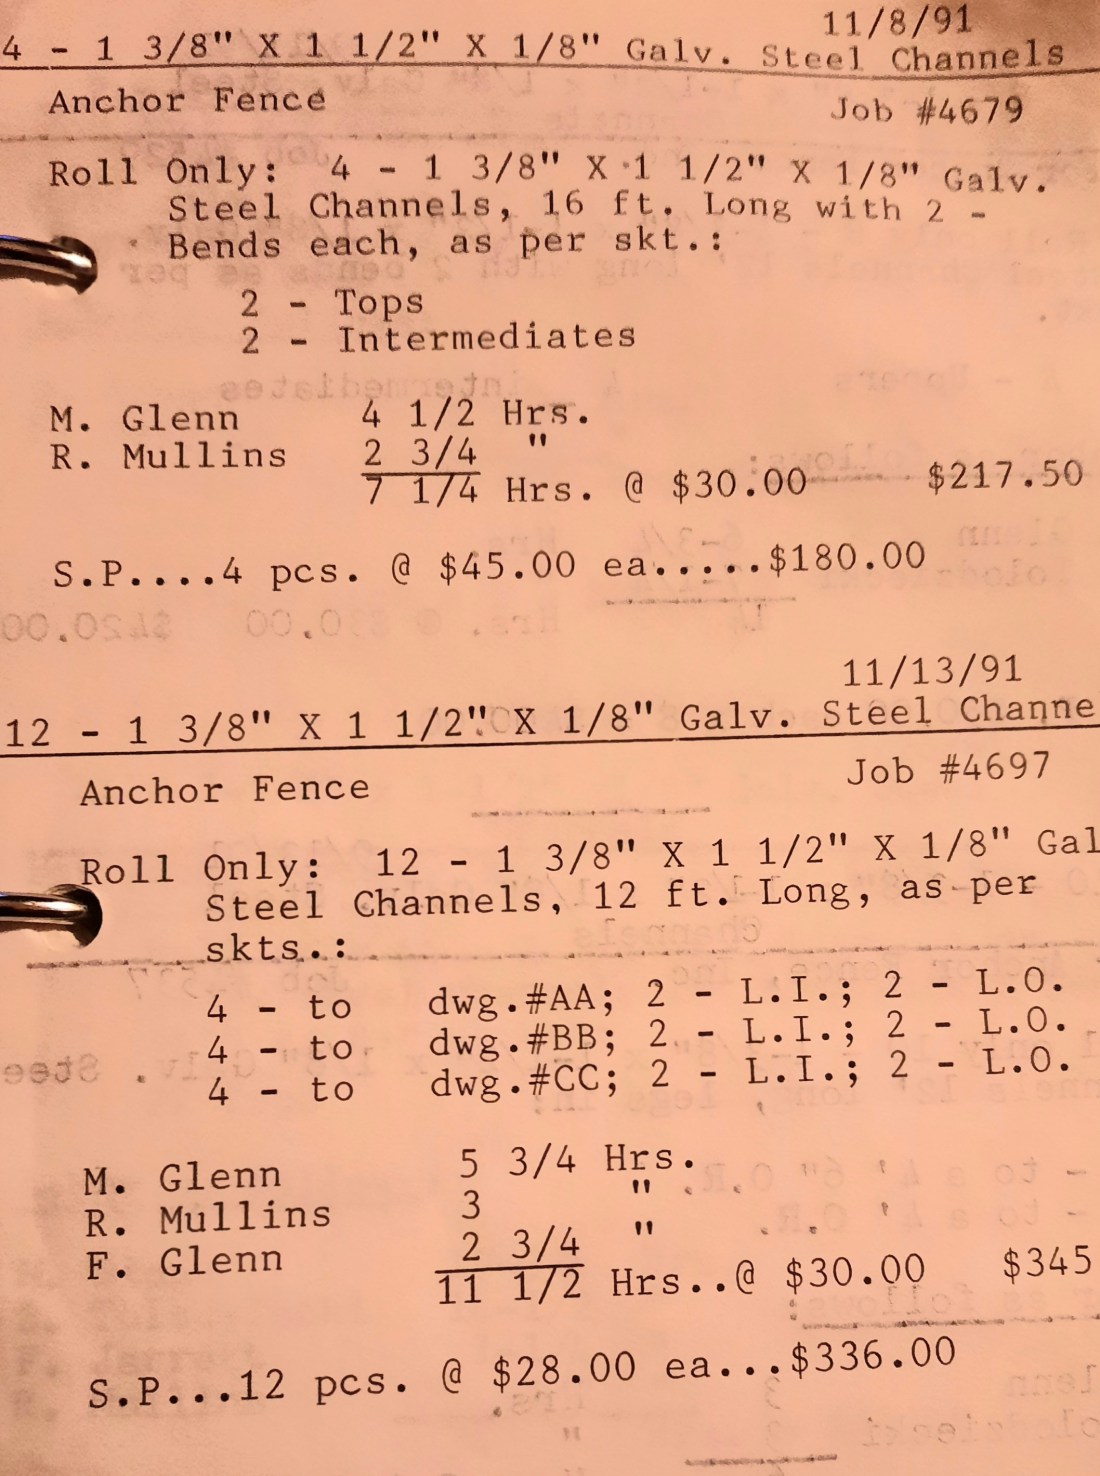 11/8/91
4 - 1 3/8" X 1 1/2" X 1/8" Galv. Steel Channels
Anchor Fence Job #4679
Roll Only: 4 - 1 3/8" X 1 1/2" X 1/8" Galv.
Steel Channels, 16 ft. Long with 2 -
Bends each, as per skt.:
2 - Tops
2 - Intermediates
M. Glenn 4 1/2 Hrs.
R. Mullins 2 3/4 "
7 1/4 Hrs. @ $30.00 $217.50
S.P....4 pcs. @ $45.00 ea.....$180.00
11/13/91
12 - 1 3/8" X 1 1/2" X 1/8" Galv. Steel Channe
Anchor Fence Job #4697
Roll Only: 12 - 1 3/8" X 1 1/2" X 1/8" Gal
Steel Channels, 12 ft. Long, as per
skts.:
4 - to dwg.#AA; 2 - L.I.; 2 - L.O.
4 - to dwg.#BB; 2 - L.I.; 2 - L.O.
4 - to dwg.#CC; 2 - L.I.; 2 - L.O.
M. Glenn 5 3/4 Hrs.
R. Mullins 3 "
F. Glenn 2 3/4 "
11 1/2 Hrs..@ $30.00 $345
S.P...12 pcs. @ $28.00 ea...$336.00